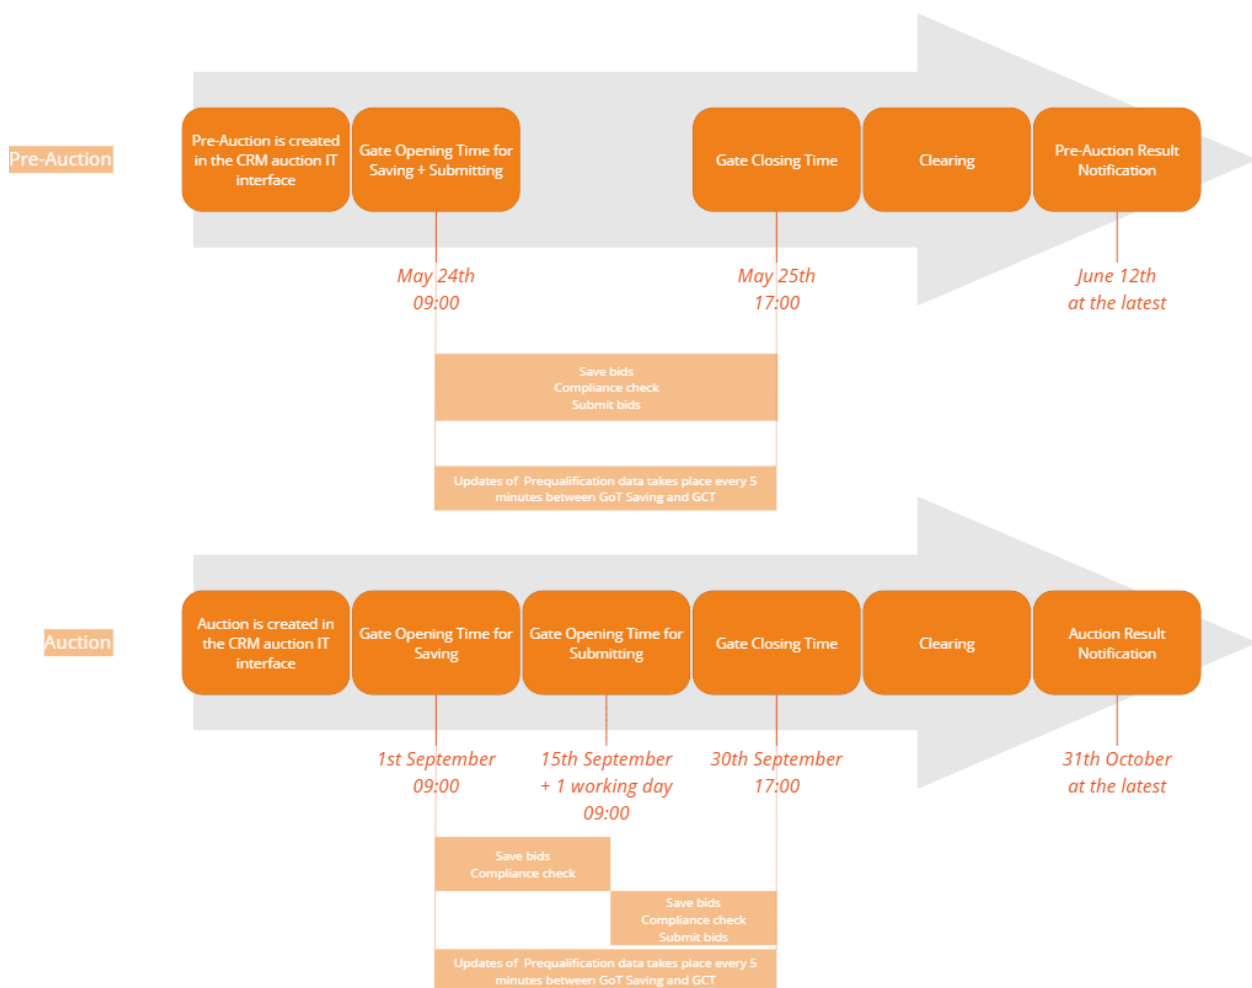 Pre-Auction
Pre-Auction is created
in the CRM auction IT
interface
Gate Opening Time for
Saving + Submitting
Gate Closing Time
Clearing
Pre-Auction Result
Notification
May 24th
09:00
May 25th
17:00
June 12th
at the latest
Save bids
Compliance check
Submit bids
Updates of Prequalification data takes place every 5
minutes between GoT Saving and GCT
Auction
Auction is created in
the CRM auction IT
interface
Gate Opening Time for
Saving
Gate Opening Time for
Submitting
Gate Closing Time
Clearing
Auction Result
Notification
1st September
09:00
15th September
+ 1 working day
09:00
30th September
17:00
31th October
at the latest
Save bids
Compliance check
Save bids
Compliance check
Submit bids
Updates of Prequalification data takes place every 5
minutes between GoT Saving and GCT